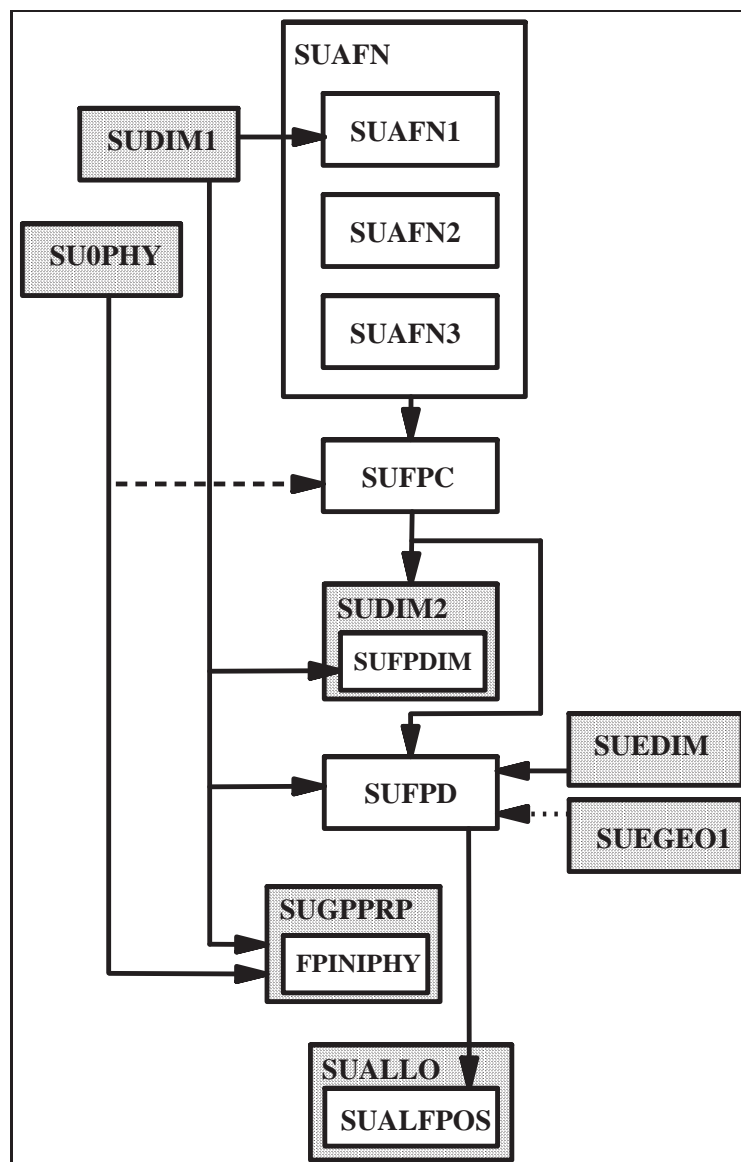 SUAFN
SUDIM1
SUAFN1
SUAFN2
SU0PHY
SUAFN3
SUFPC
SUDIM2
SUFPDIM
SUEDIM
SUFPD
SUEGEO1
SUGPPRP
FPINIPHY
SUALLO
SUALFPOS